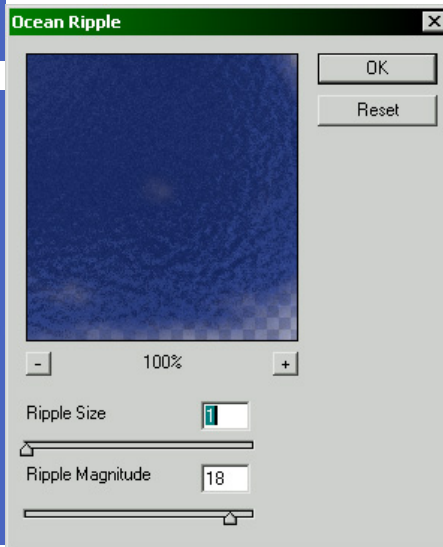 Ocean Ripple
OK
Reset
- 100% +
Ripple Size 1
Ripple Magnitude 18